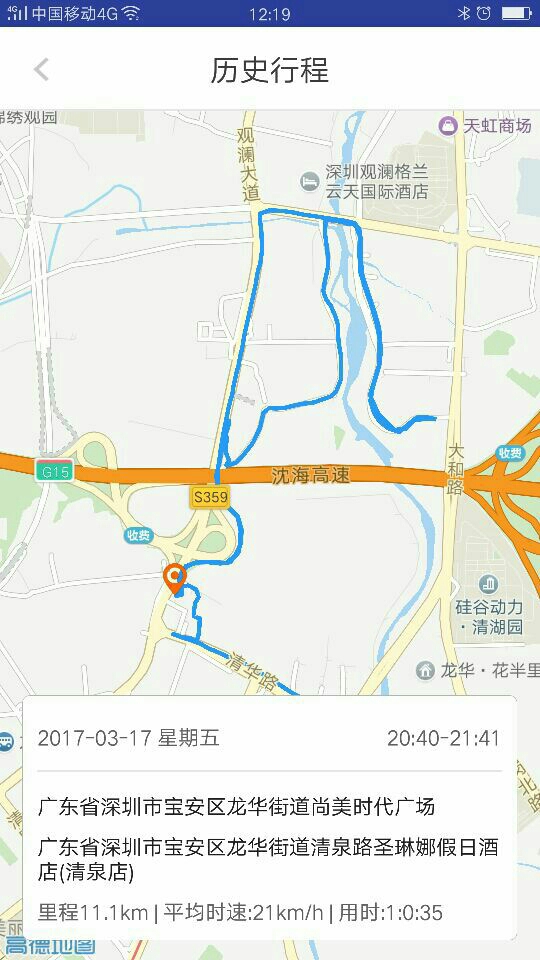 中国移动4G
12:19
历史行程
锦绣观园
天虹商场
观澜大道
深圳观澜格兰
云天国际酒店
G15
沈海高速
大和路
收费
S359
收费
硅谷动力
·清湖园
清华路
龙华·花半里
2017-03-17 星期五
20:40-21:41
广东省深圳市宝安区龙华街道尚美时代广场
广东省深圳市宝安区龙华街道清泉路圣琳娜假日酒
店(清泉店)
里程11.1km|平均时速:21km/h|用时:1:0:35
美丽
高德地图